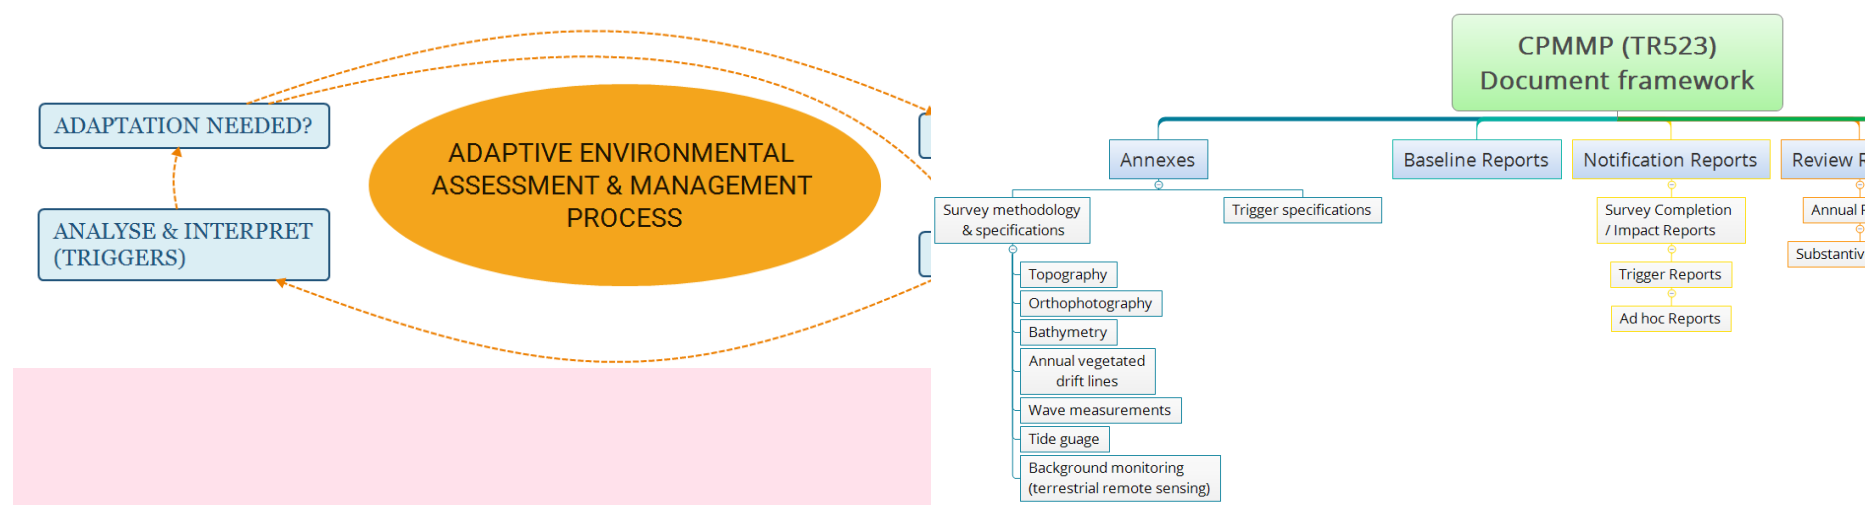 ADAPTATION NEEDED?
ANALYSE & INTERPRET
(TRIGGERS)
ADAPTIVE ENVIRONMENTAL
ASSESSMENT & MANAGEMENT
PROCESS
CPMMP (TR523)
Document framework
Annexes
Survey methodology
& specifications
Topography
Orthophotography
Bathymetry
Annual vegetated
drift lines
Wave measurements
Tide guage
Background monitoring
(terrestrial remote sensing)
Trigger specifications
Baseline Reports
Notification Reports
Survey Completion
/ Impact Reports
Trigger Reports
Ad hoc Reports
Review
Annual